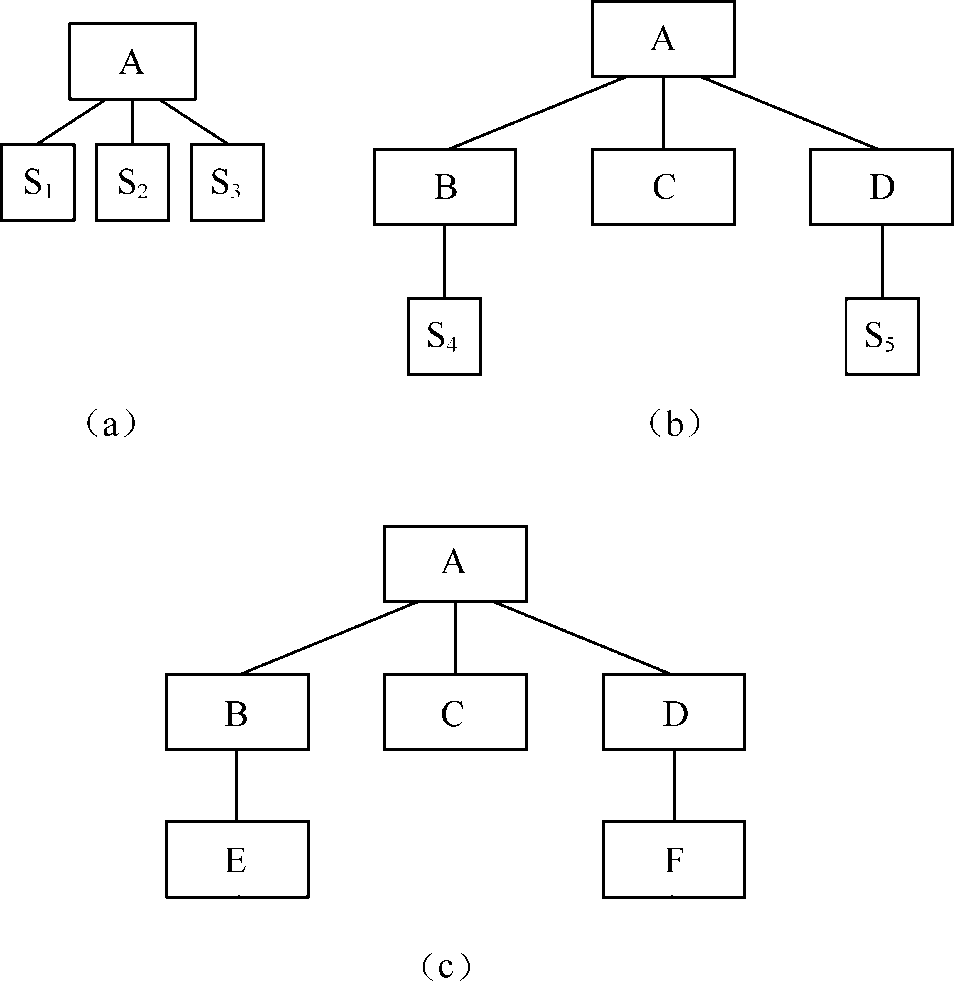 A
A
S₁ S₂ S₃
B C D
S₄ S₅
（a）
（b）
A
B C D
E F
（c）